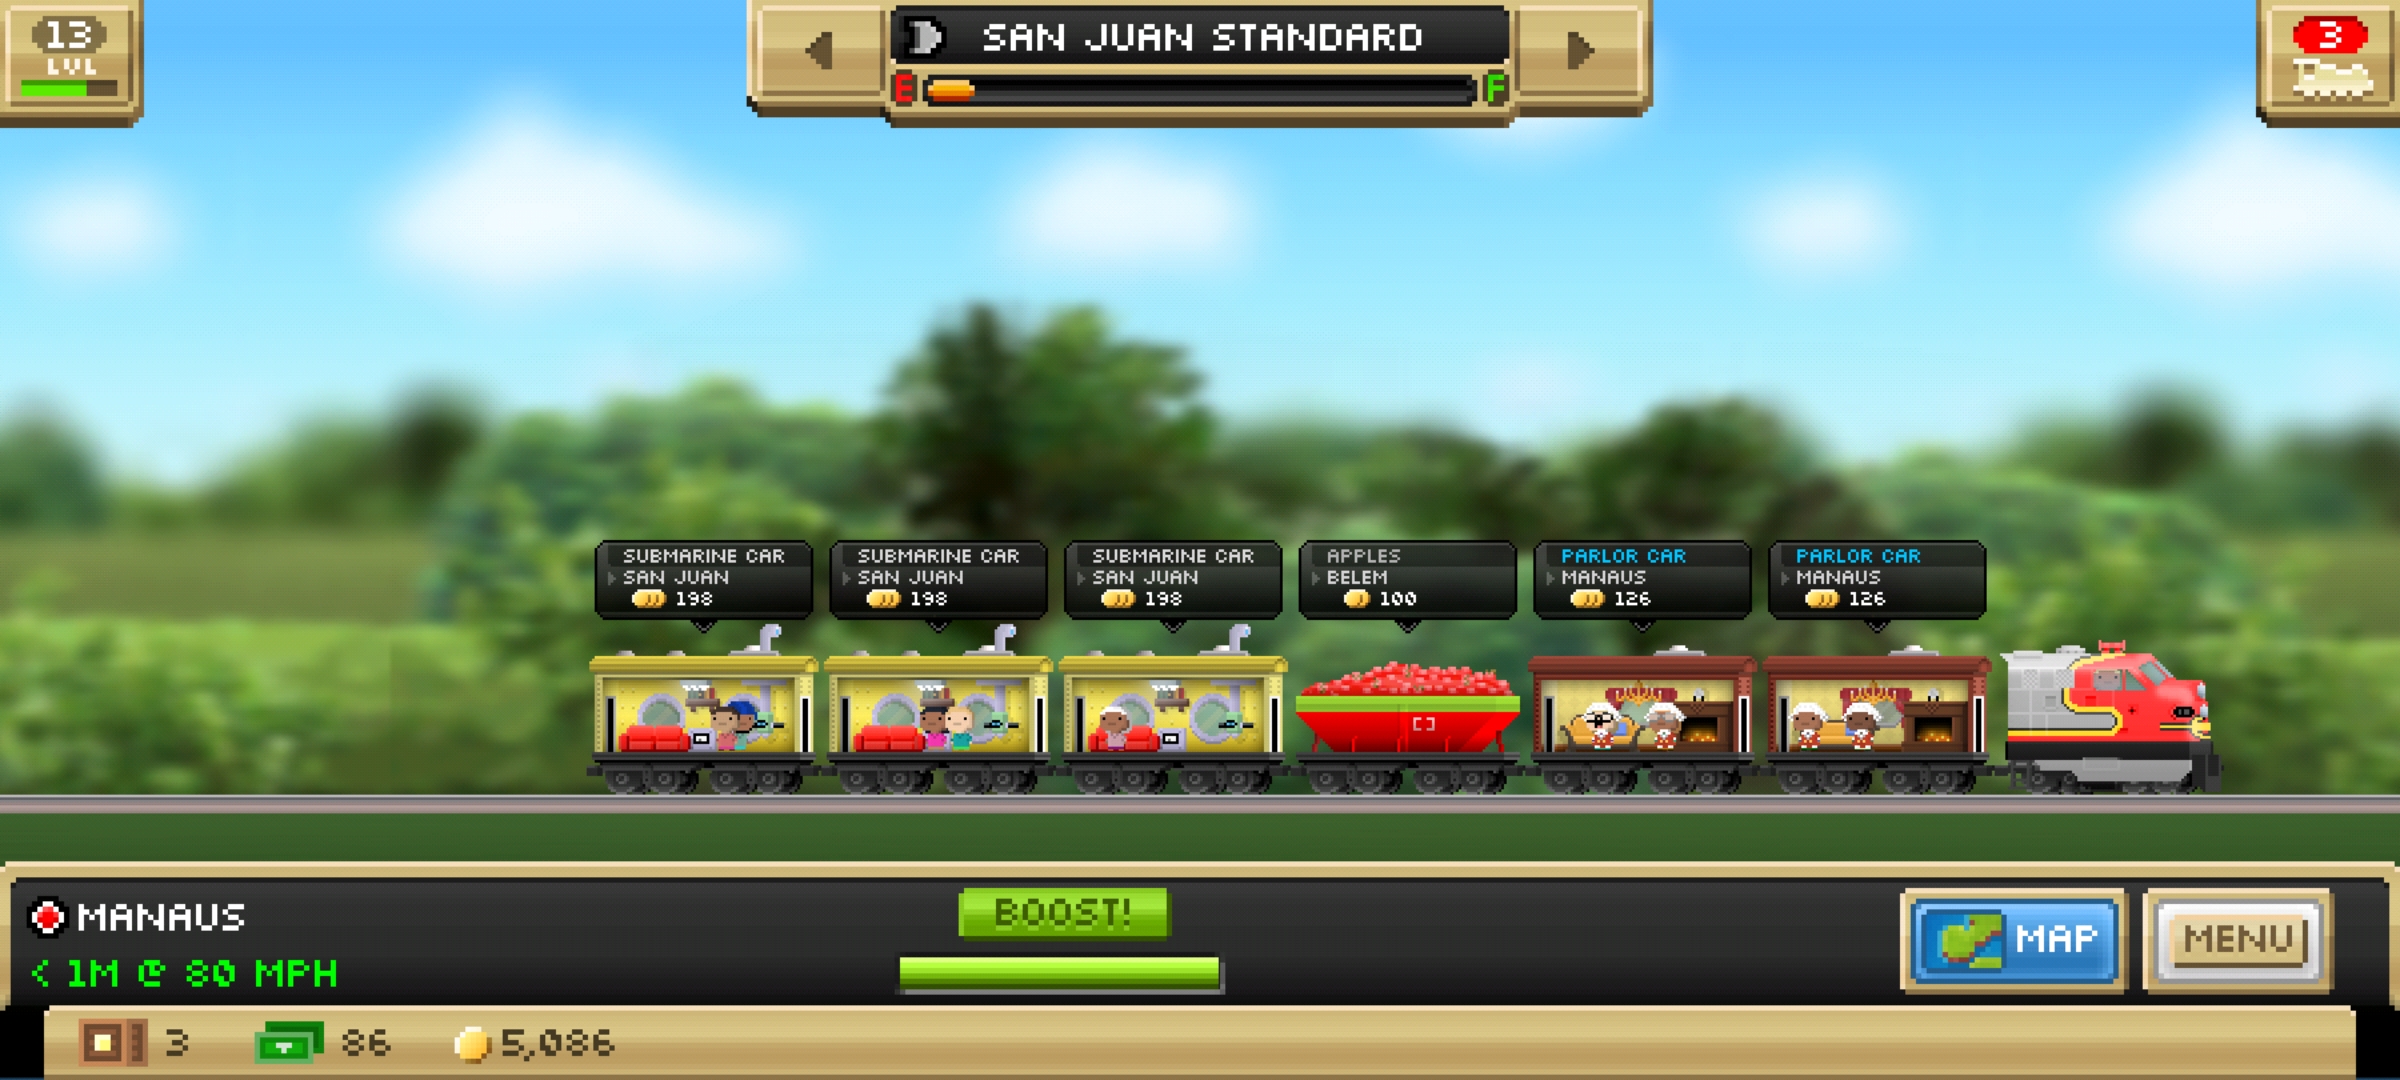 13
LVL
SAN JUAN STANDARD
E F
3
SUBMARINE CAR
SAN JUAN
198
SUBMARINE CAR
SAN JUAN
198
SUBMARINE CAR
SAN JUAN
198
APPLES
BELEM
100
PARLOR CAR
MANAUS
126
PARLOR CAR
MANAUS
126
MANAUS
< 1M @ 80 MPH
BOOST!
MAP
MENU
3 86 5,086